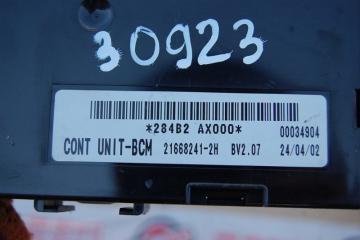 30923
*284B2 AX000*
00034904
CONT UNIT-BCM 21668241-2H BV2.07 24/04/02